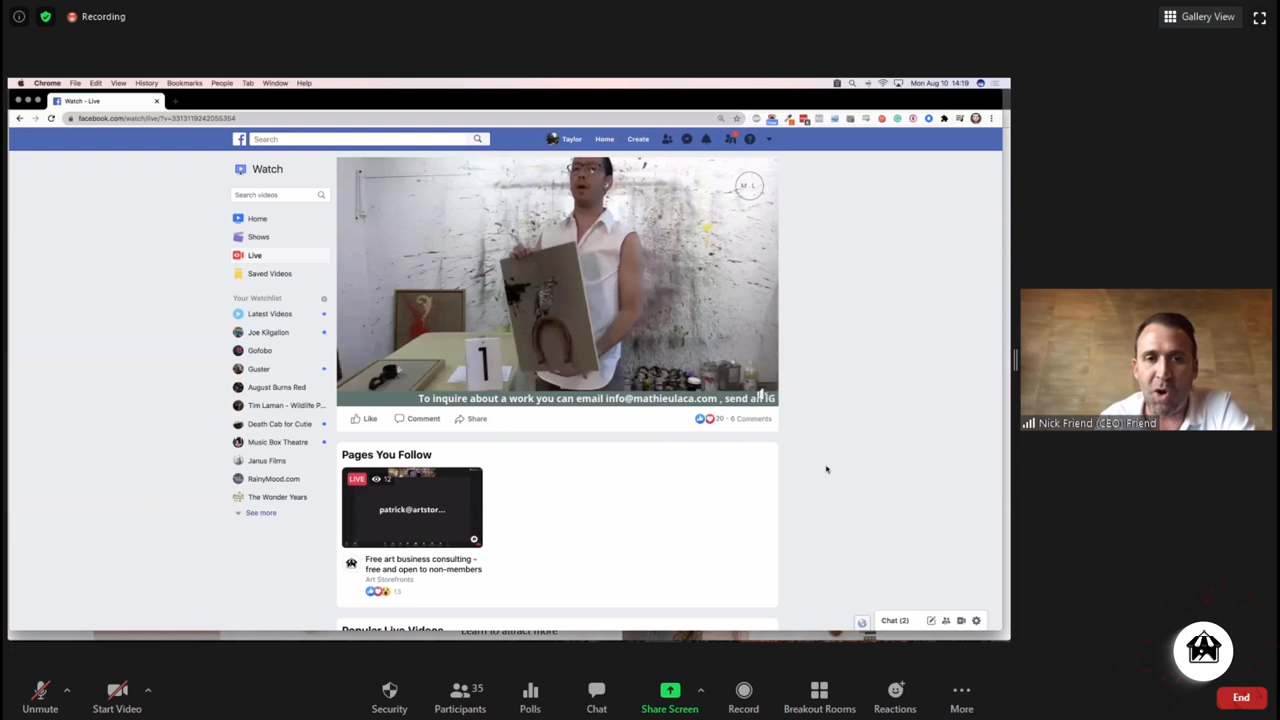 Recording
Gallery View
Chrome File Edit View History Bookmarks People Tab Window Help
Mon Aug 10 14:19
Watch - Live
facebook.com/watch/live/?v=3313119242055354
Search
Taylor Home Create
Watch
Search videos
Home
Shows
Live
Saved Videos
Your Watchlist
Latest Videos
Joe Kilgallon
Gofobo
Guster
August Burns Red
Tim Laman - Wildlife P...
Death Cab for Cutie
Music Box Theatre
Janus Films
RainyMood.com
The Wonder Years
See more
M L
1
To inquire about a work you can email info@mathieulaca.com , send a
IG
Like Comment Share
20 · 6 Comments
Pages You Follow
LIVE 12
patrick@artstor...
Free art business consulting -
free and open to non-members
Art Storefronts
13
Popular Live Videos
Learn to attract more
Chat (2)
Nick Friend (CEO) Friend
Unmute
Start Video
Security
Participants 35
Polls
Chat
Share Screen
Record
Breakout Rooms
Reactions
More
End